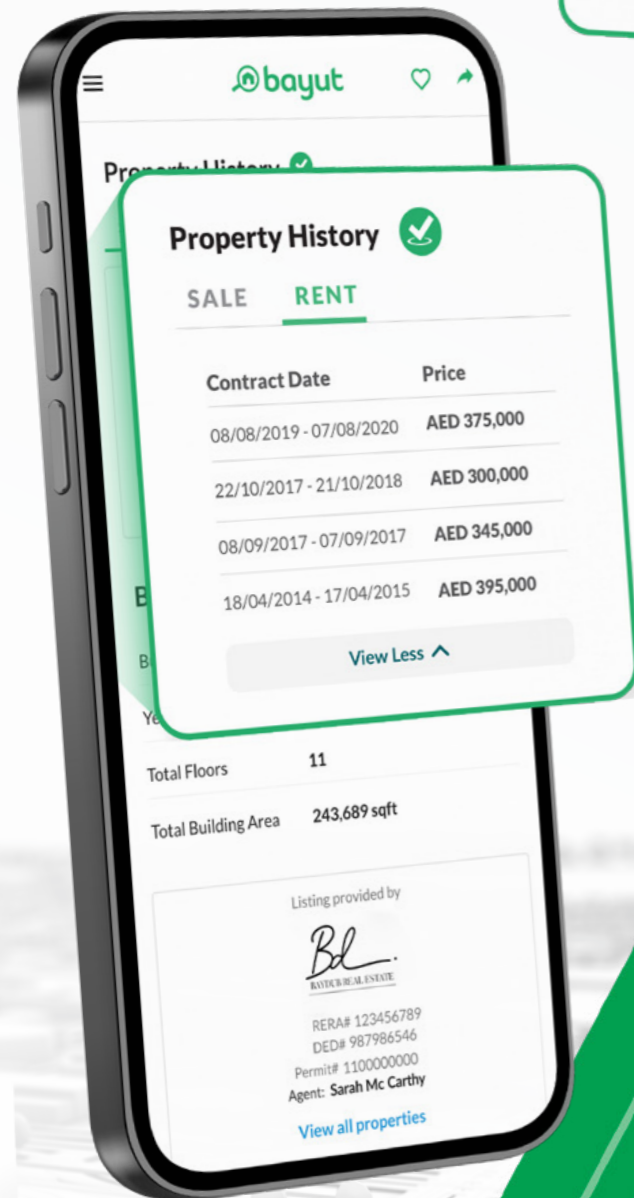 bayut
Property History
Property History
SALE RENT
Contract Date Price
08/08/2019 - 07/08/2020 AED 375,000
22/10/2017 - 21/10/2018 AED 300,000
08/09/2017 - 07/09/2017 AED 345,000
18/04/2014 - 17/04/2015 AED 395,000
View Less
Total Floors 11
Total Building Area 243,689 sqft
Listing provided by
Bd
RERA# 123456789
DED# 987986546
Permit# 1100000000
Agent: Sarah Mc Carthy
View all properties